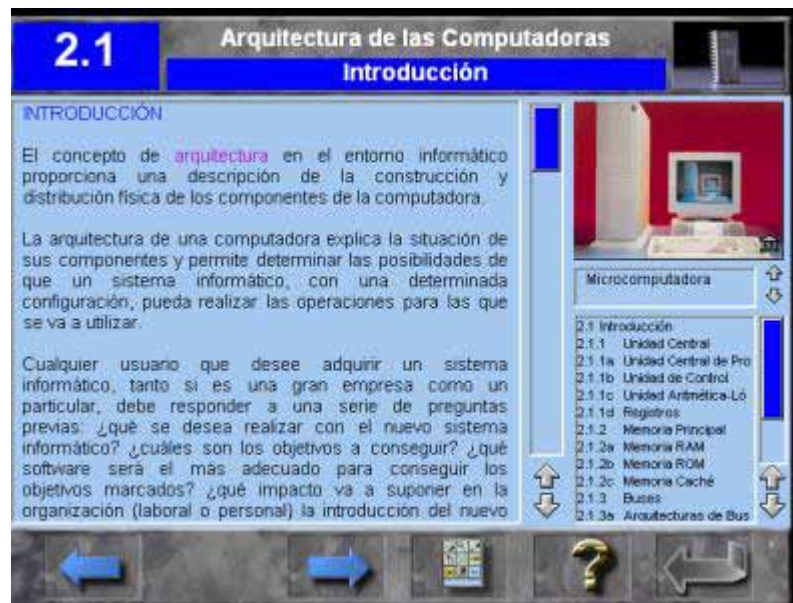 2.1
Arquitectura de las Computadoras
Introducción
INTRODUCCIÓN
El concepto de arquitectura en el entorno informático
proporciona una descripción de la construcción y
distribución física de los componentes de la computadora.
La arquitectura de una computadora explica la situación de
sus componentes y permite determinar las posibilidades de
que un sistema informático, con una determinada
configuración, pueda realizar las operaciones para las que
se va a utilizar.
Cualquier usuario que desee adquirir un sistema
informático, tanto si es una gran empresa como un
particular, debe responder a una serie de preguntas
previas: ¿qué se desea realizar con el nuevo sistema
informático? ¿cuáles son los objetivos a conseguir? ¿qué
software será el más adecuado para conseguir los
objetivos marcados? ¿qué impacto va a suponer en la
organización (laboral o personal) la introducción del nuevo
Microcomputadora
2.1 Introducción
2.1.1 Unidad Central
2.1.1a Unidad Central de Pro
2.1.1b Unidad de Control
2.1.1c Unidad Aritmética-Ló
2.1.1d Registros
2.1.2 Memoria Principal
2.1.2a Memoria RAM
2.1.2b Memoria ROM
2.1.2c Memoria Caché
2.1.3 Buses
2.1.3a Arquitecturas de Bus
?